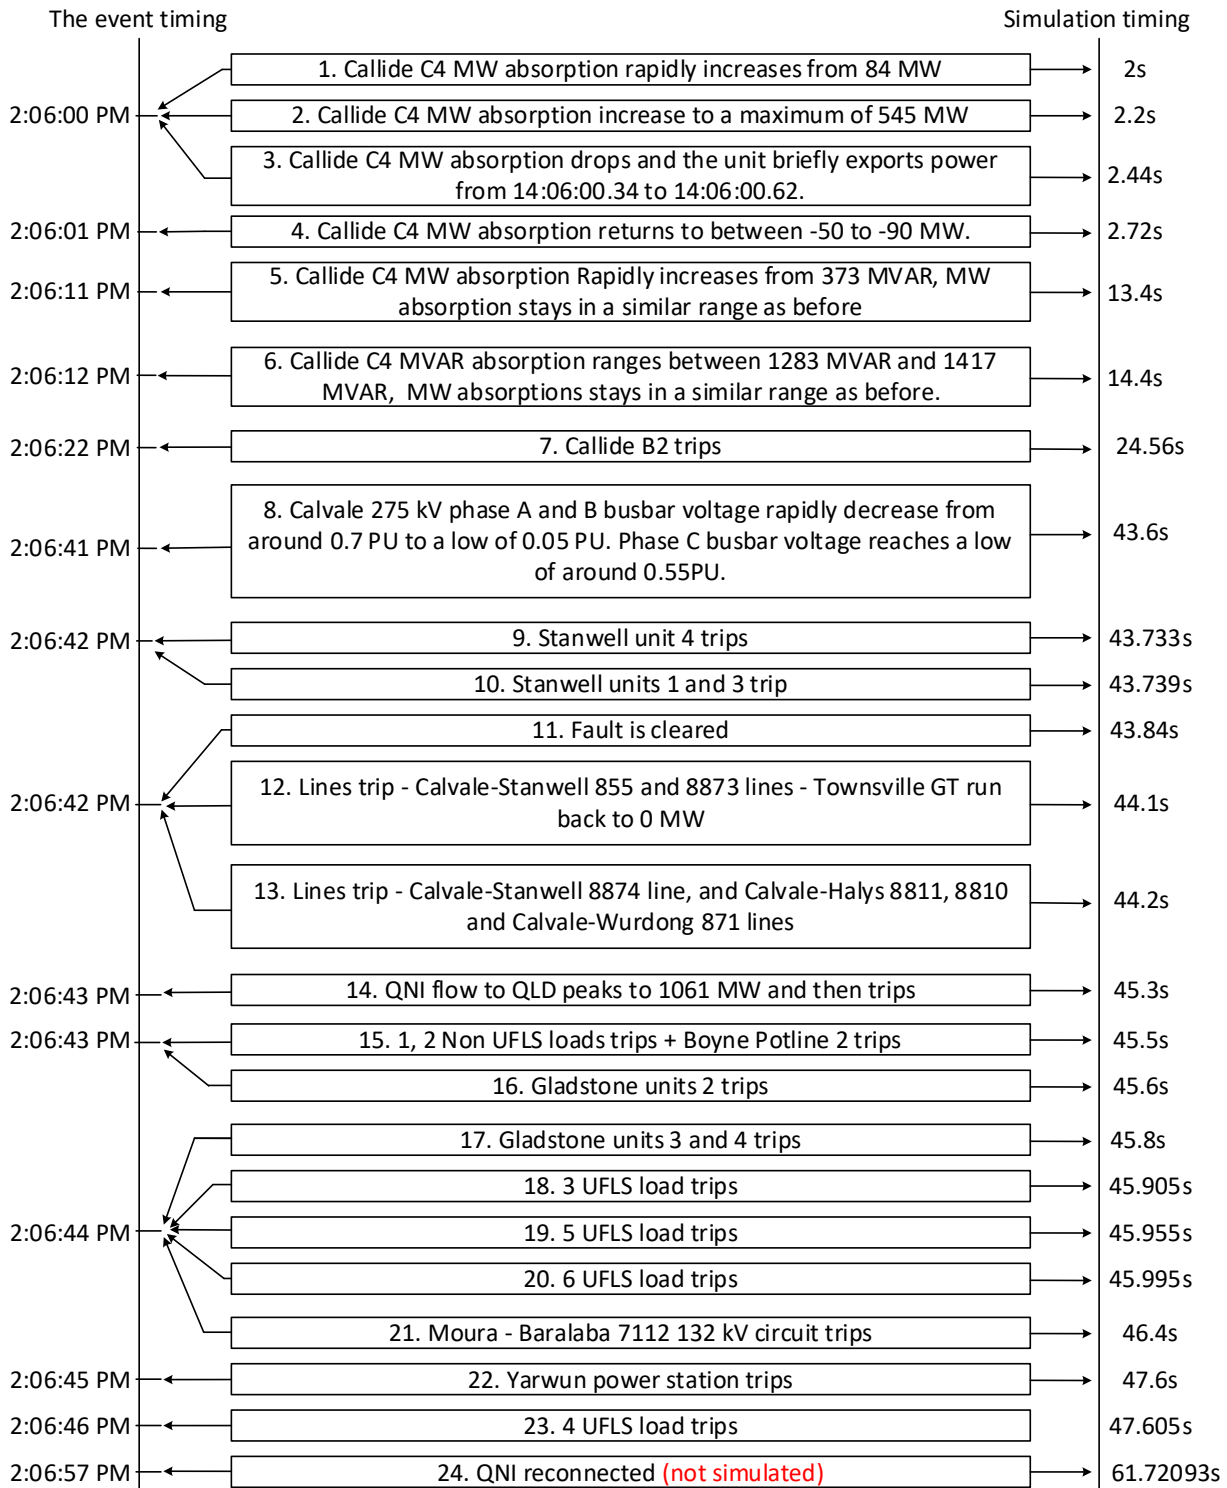 The event timing
Simulation timing
1. Callide C4 MW absorption rapidly increases from 84 MW
2s
2:06:00 PM
2. Callide C4 MW absorption increase to a maximum of 545 MW
2.2s
3. Callide C4 MW absorption drops and the unit briefly exports power
from 14:06:00.34 to 14:06:00.62.
2.44s
2:06:01 PM
4. Callide C4 MW absorption returns to between -50 to -90 MW.
2.72s
2:06:11 PM
5. Callide C4 MW absorption Rapidly increases from 373 MVAR, MW
absorption stays in a similar range as before
13.4s
2:06:12 PM
6. Callide C4 MVAR absorption ranges between 1283 MVAR and 1417
MVAR,  MW absorptions stays in a similar range as before.
14.4s
2:06:22 PM
7. Callide B2 trips
24.56s
2:06:41 PM
8. Calvale 275 kV phase A and B busbar voltage rapidly decrease from
around 0.7 PU to a low of 0.05 PU. Phase C busbar voltage reaches a low
of around 0.55PU.
43.6s
2:06:42 PM
9. Stanwell unit 4 trips
43.733s
10. Stanwell units 1 and 3 trip
43.739s
11. Fault is cleared
43.84s
2:06:42 PM
12. Lines trip - Calvale-Stanwell 855 and 8873 lines - Townsville GT run
back to 0 MW
44.1s
13. Lines trip - Calvale-Stanwell 8874 line, and Calvale-Halys 8811, 8810
and Calvale-Wurdong 871 lines
44.2s
2:06:43 PM
14. QNI flow to QLD peaks to 1061 MW and then trips
45.3s
2:06:43 PM
15. 1, 2 Non UFLS loads trips + Boyne Potline 2 trips
45.5s
16. Gladstone units 2 trips
45.6s
17. Gladstone units 3 and 4 trips
45.8s
18. 3 UFLS load trips
45.905s
2:06:44 PM
19. 5 UFLS load trips
45.955s
20. 6 UFLS load trips
45.995s
21. Moura - Baralaba 7112 132 kV circuit trips
46.4s
2:06:45 PM
22. Yarwun power station trips
47.6s
2:06:46 PM
23. 4 UFLS load trips
47.605s
2:06:57 PM
24. QNI reconnected (not simulated)
61.72093s